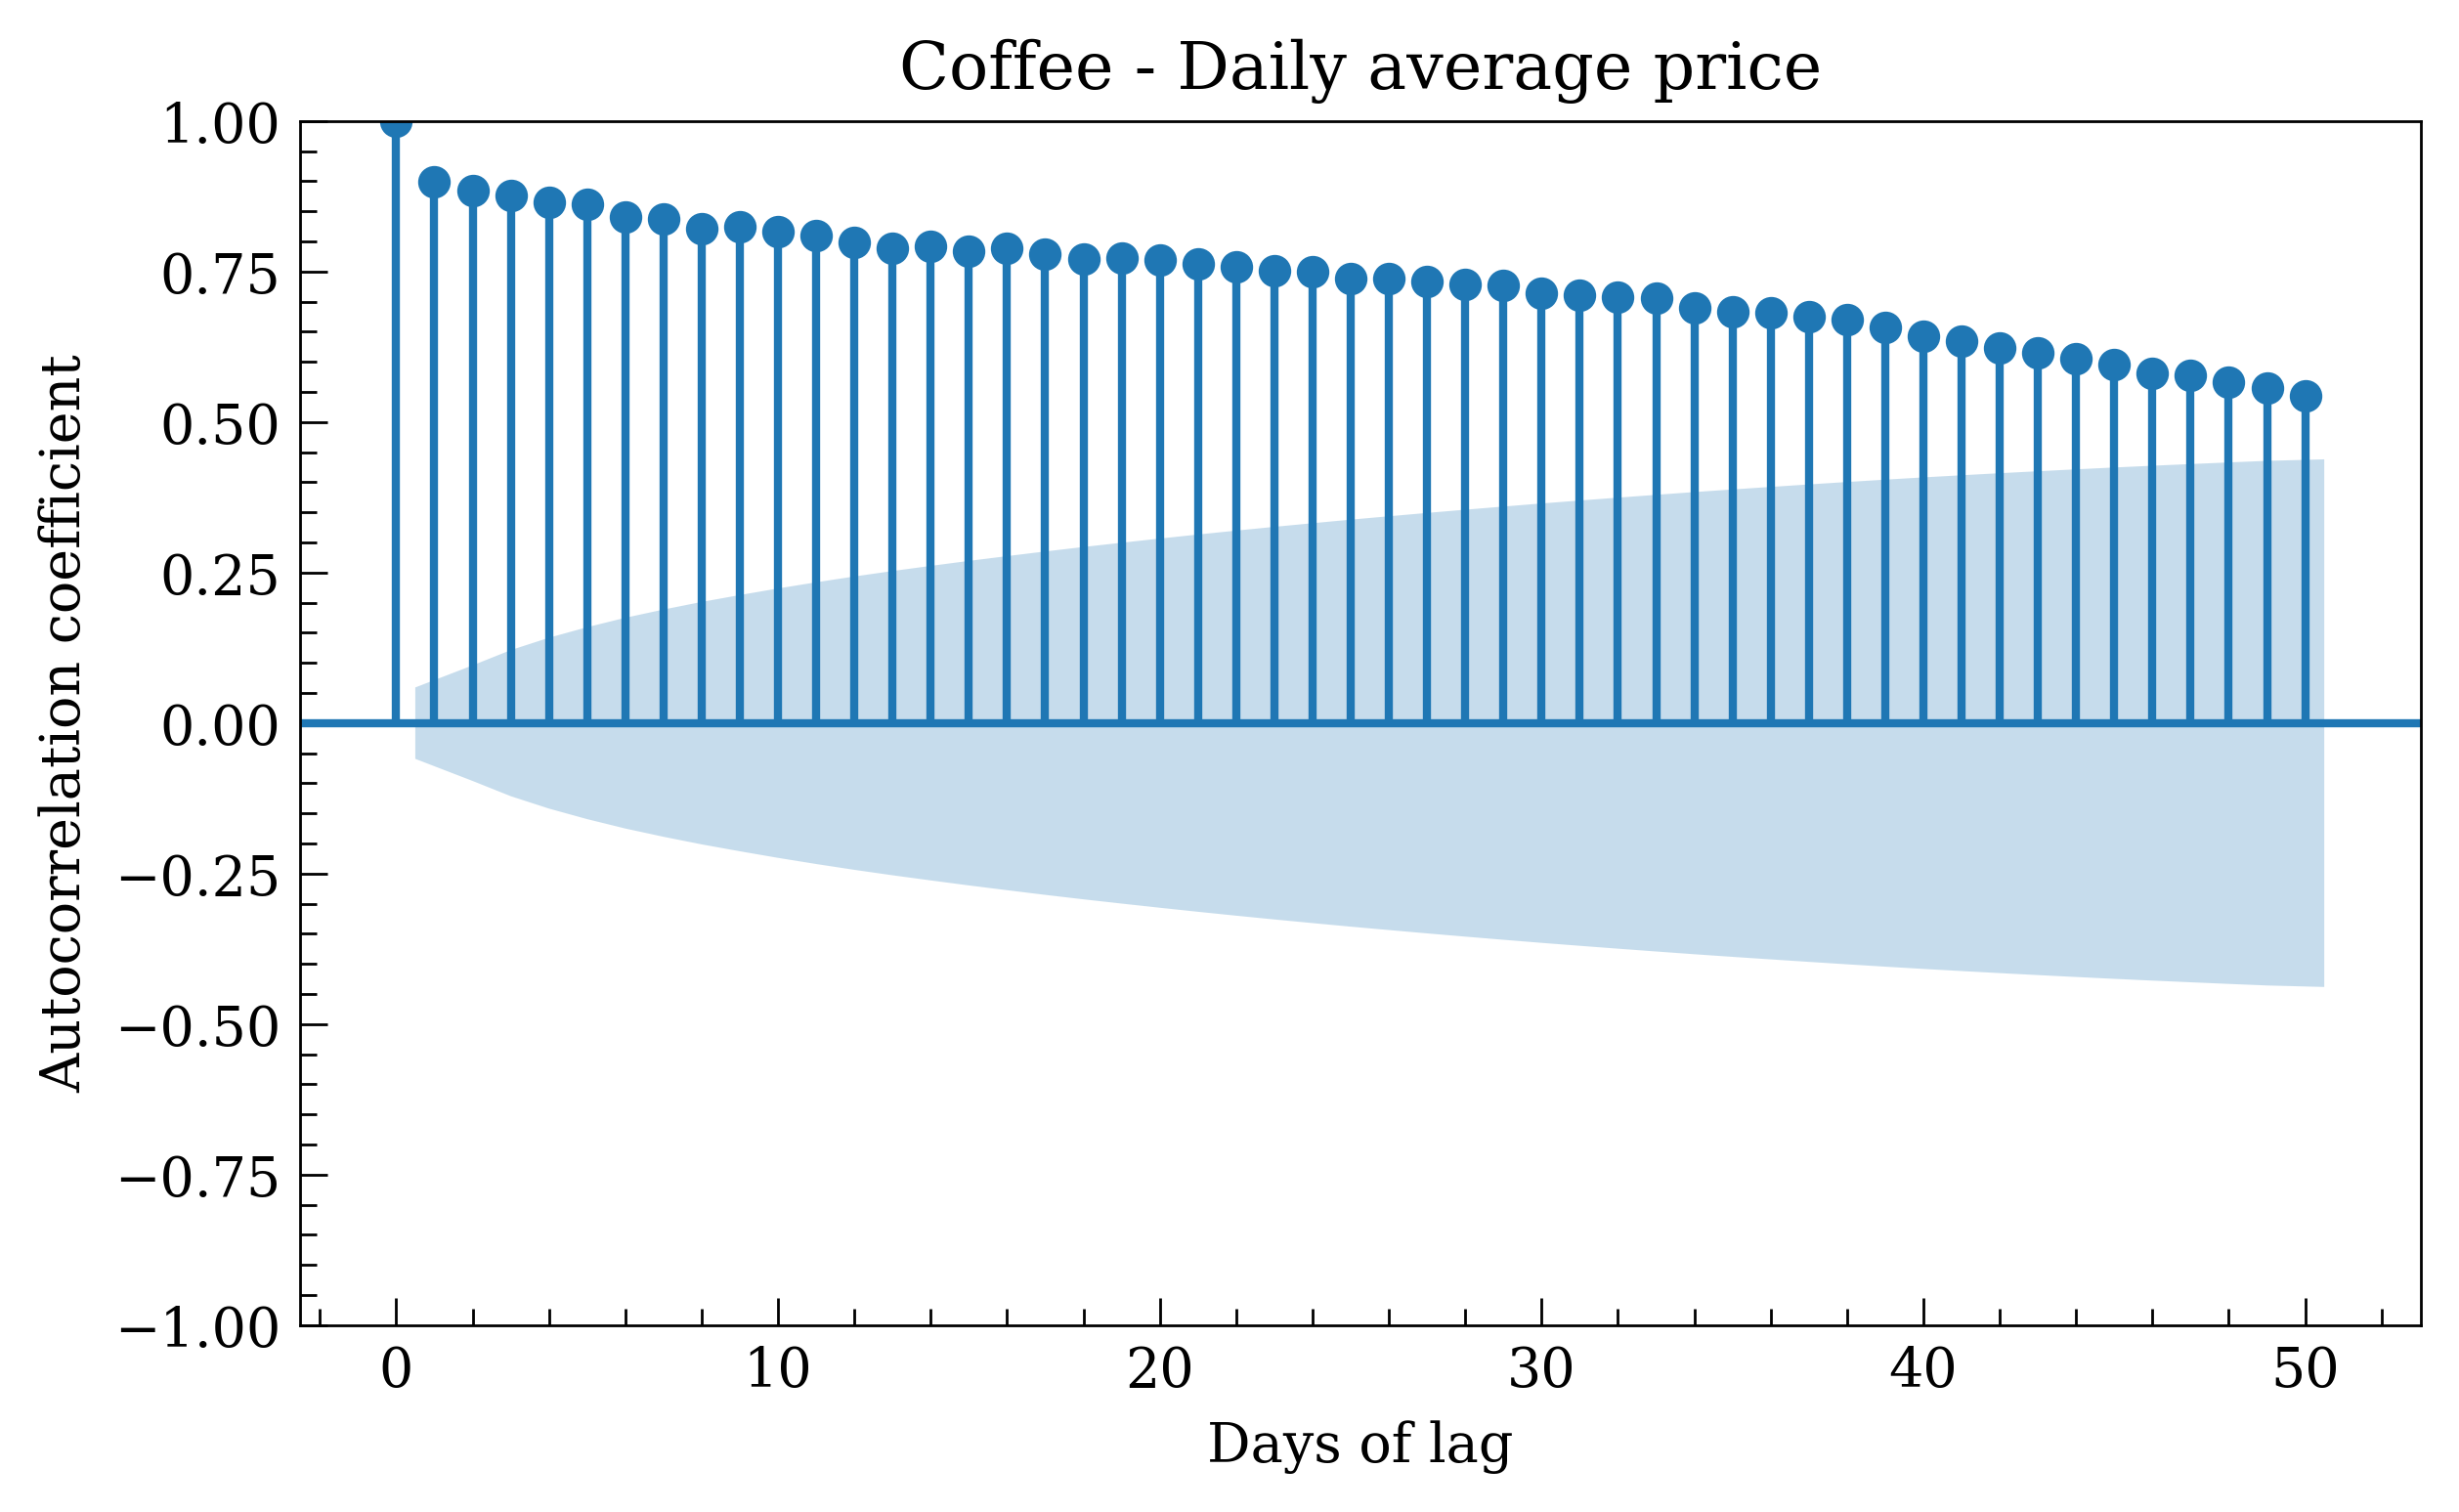 Coffee - Daily average price
Autocorrelation coefficient
1.00
0.75
0.50
0.25
0.00
−0.25
−0.50
−0.75
−1.00
0 10 20 30 40 50
Days of lag